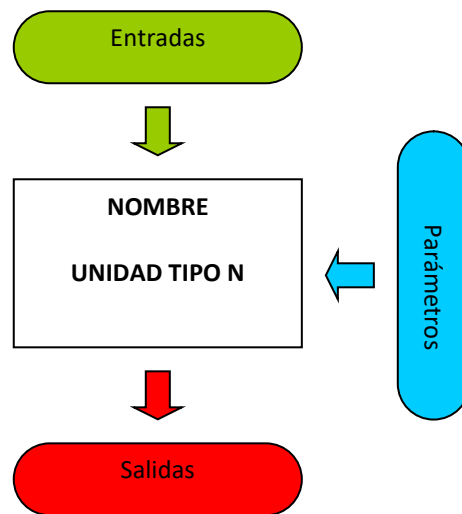 Entradas
NOMBRE
UNIDAD TIPO N
Parámetros
Salidas